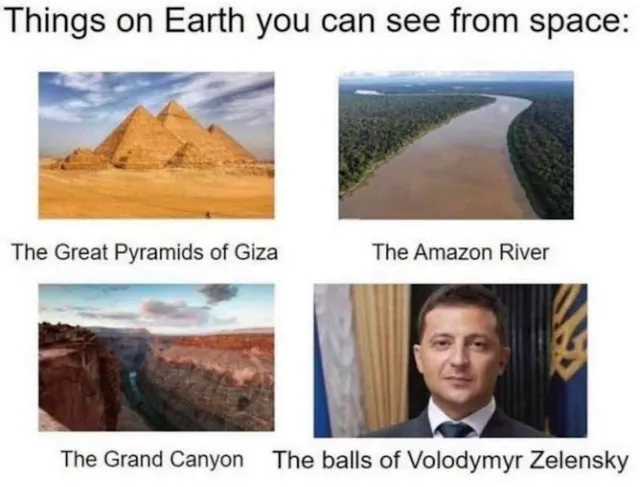 Things on Earth you can see from space:
The Great Pyramids of Giza
The Amazon River
The Grand Canyon
The balls of Volodymyr Zelensky